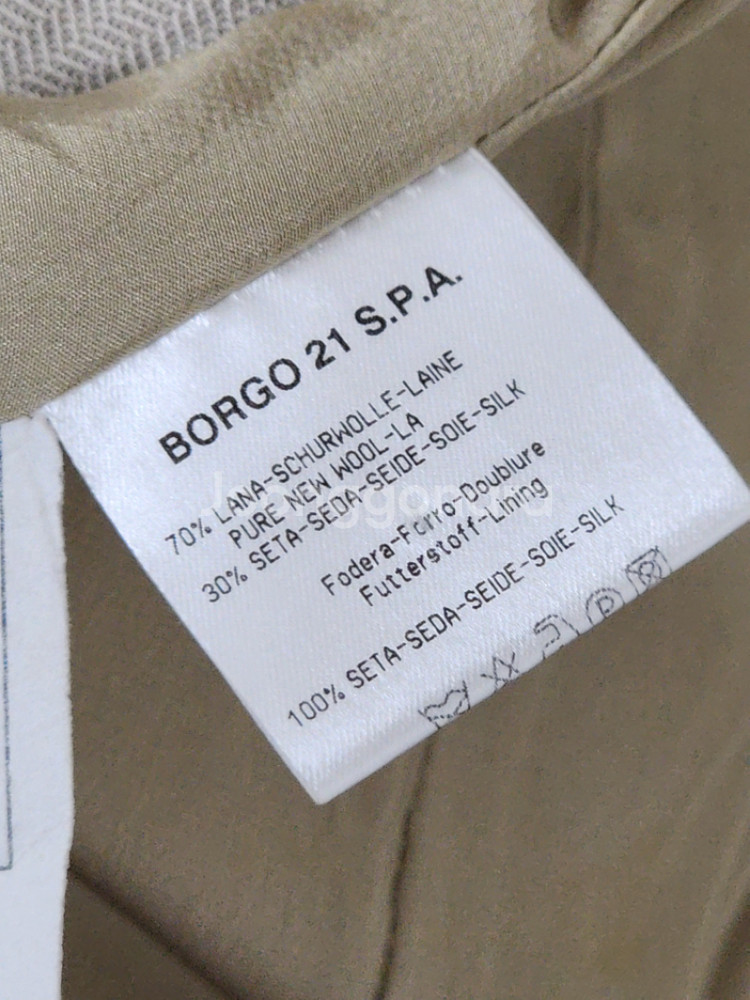 BORGO 21 S.P.A.
70% LANA-SCHURWOLLE-LAINE
PURE NEW WOOL-LA
30% SETA-SEDA-SEIDE-SOIE-SILK
Fodera-Forro-Doublure
Futterstoff-Lining
100% SETA-SEDA-SEIDE-SOIE-SILK
P
Joonggonara